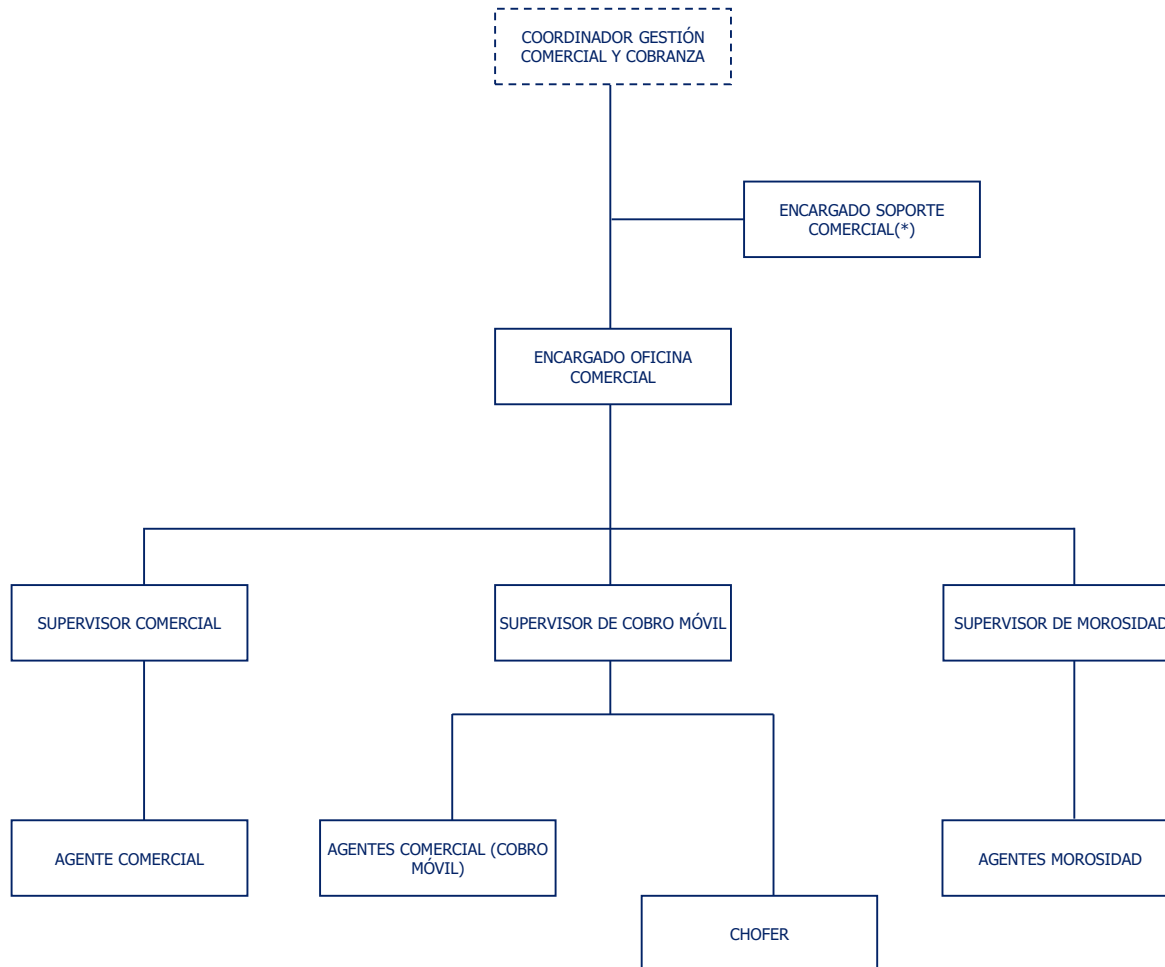 COORDINADOR GESTIÓN
COMERCIAL Y COBRANZA
ENCARGADO SOPORTE
COMERCIAL(*)
ENCARGADO OFICINA
COMERCIAL
SUPERVISOR COMERCIAL
SUPERVISOR DE COBRO MÓVIL
SUPERVISOR DE MOROSIDAD
AGENTE COMERCIAL
AGENTES COMERCIAL (COBRO
MÓVIL)
AGENTES MOROSIDAD
CHOFER